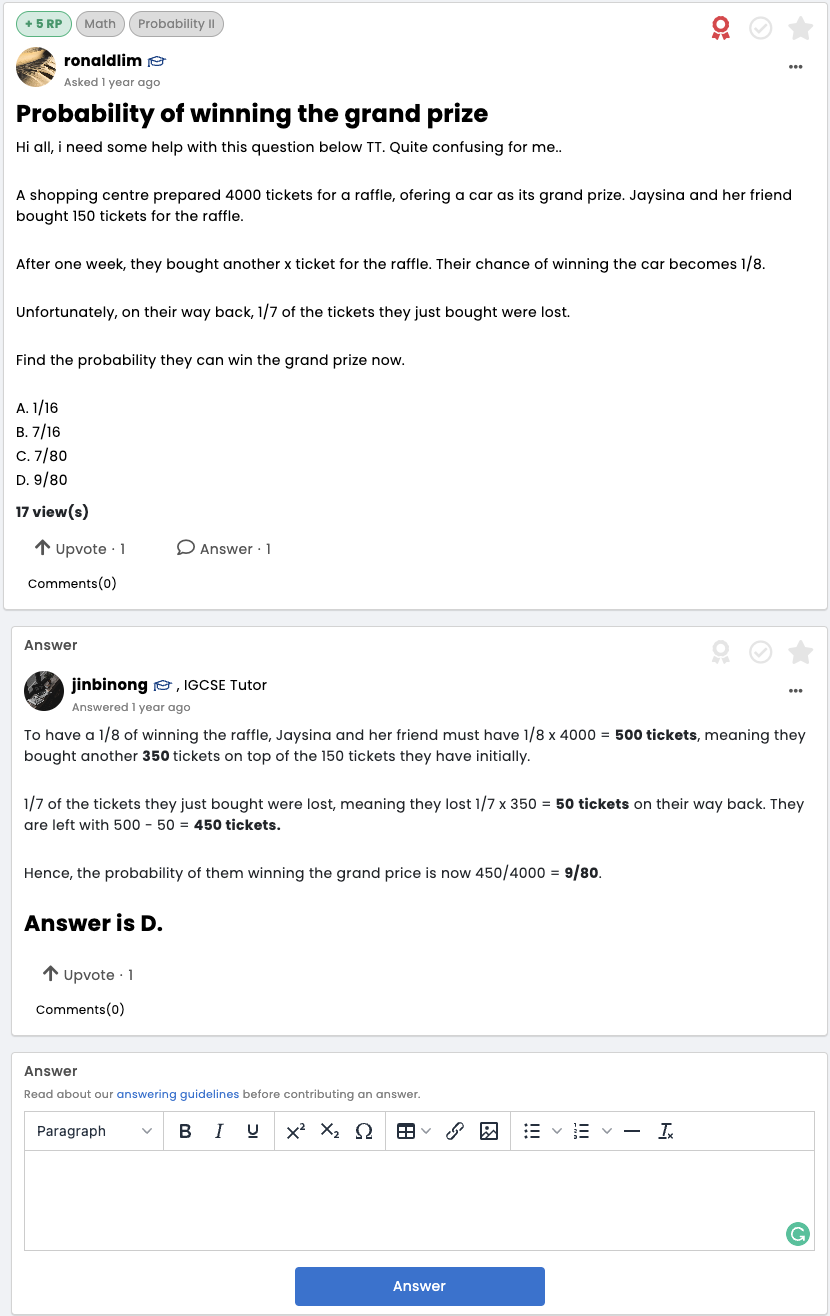 + 5 RP Math Probability II
ronaldlim
Asked 1 year ago
Probability of winning the grand prize
Hi all, i need some help with this question below TT. Quite confusing for me..
A shopping centre prepared 4000 tickets for a raffle, ofering a car as its grand prize. Jaysina and her friend
bought 150 tickets for the raffle.
After one week, they bought another x ticket for the raffle. Their chance of winning the car becomes 1/8.
Unfortunately, on their way back, 1/7 of the tickets they just bought were lost.
Find the probability they can win the grand prize now.
A. 1/16
B. 7/16
C. 7/80
D. 9/80
17 view(s)
Upvote · 1 Answer · 1
Comments(0)
Answer
jinbinong , IGCSE Tutor
Answered 1 year ago
To have a 1/8 of winning the raffle, Jaysina and her friend must have 1/8 x 4000 = 500 tickets, meaning they
bought another 350 tickets on top of the 150 tickets they have initially.
1/7 of the tickets they just bought were lost, meaning they lost 1/7 x 350 = 50 tickets on their way back. They
are left with 500 - 50 = 450 tickets.
Hence, the probability of them winning the grand price is now 450/4000 = 9/80.
Answer is D.
Upvote · 1
Comments(0)
Answer
Read about our answering guidelines before contributing an answer.
Paragraph B I U X² X₂ Ω
Answer